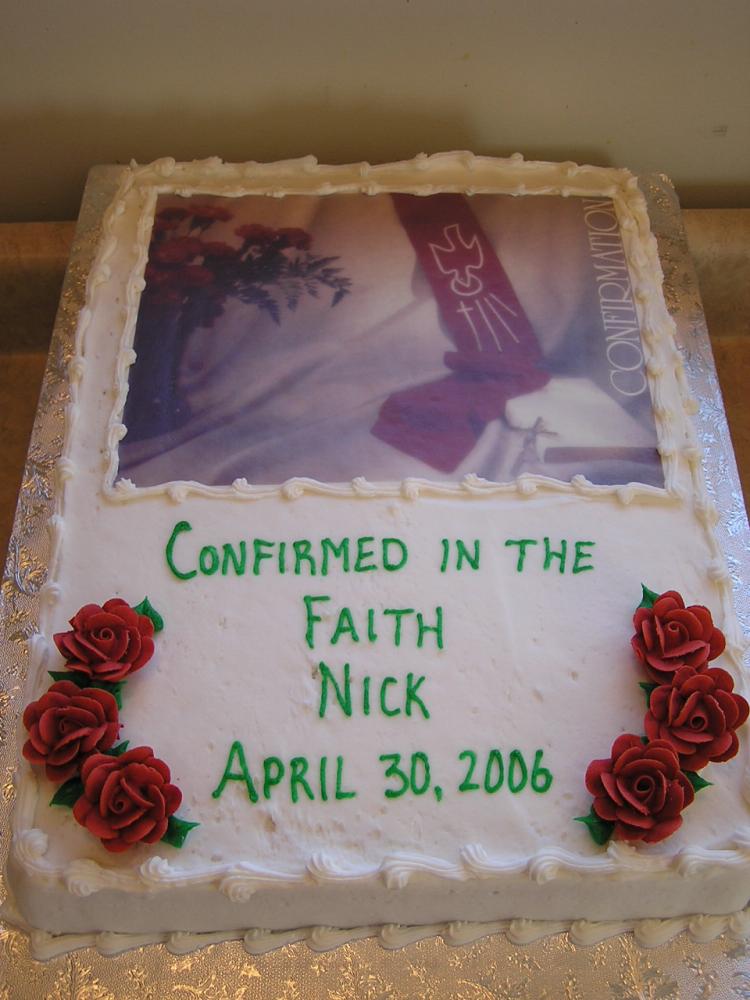 CONFIRMATION
CONFIRMED IN THE
FAITH
NICK
APRIL 30, 2006